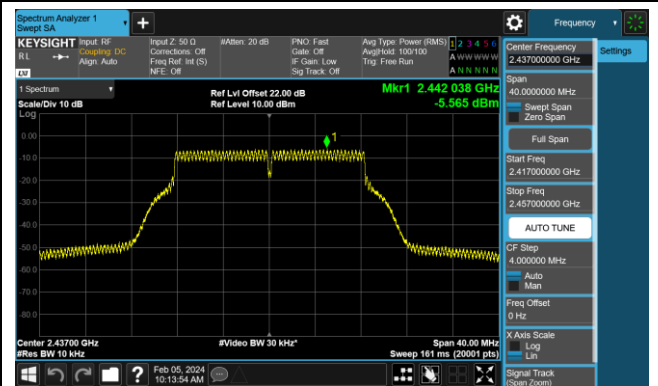 Spectrum Analyzer 1
Swept SA
Frequency
KEYSIGHT
RL
LXI
Input: RF
Coupling: DC
Align: Auto
Input Z: 50 Ω
Corrections: Off
Freq Ref: Int (S)
NFE: Off
#Atten: 20 dB
PNO: Fast
Gate: Off
IF Gain: Low
Sig Track: Off
Avg Type: Power (RMS)
Avg|Hold: 100/100
Trig: Free Run
1 2 3 4 5 6
A W W W W W
A N N N N N
Center Frequency
2.437000000 GHz
Settings
Span
40.0000000 MHz
Swept Span
Zero Span
Full Span
Start Freq
2.417000000 GHz
Stop Freq
2.457000000 GHz
AUTO TUNE
CF Step
4.000000 MHz
Auto
Man
Freq Offset
0 Hz
X Axis Scale
Log
Lin
Signal Track
(Span Zoom)
1 Spectrum
Scale/Div 10 dB
Log
Ref Lvl Offset 22.00 dB
Ref Level 10.00 dBm
Mkr1 2.442 038 GHz
-5.565 dBm
1
0.00
-10.0
-20.0
-30.0
-40.0
-50.0
-60.0
-70.0
-80.0
Center 2.43700 GHz
#Res BW 10 kHz
#Video BW 30 kHz*
Span 40.00 MHz
Sweep 161 ms (20001 pts)
Feb 05, 2024
10:13:54 AM